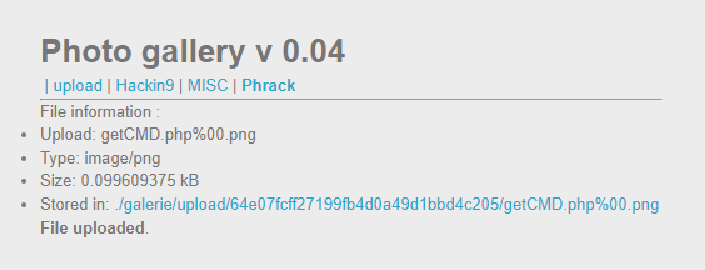 Photo gallery v 0.04
| upload | Hackin9 | MISC | Phrack
File information :
• Upload: getCMD.php%00.png
• Type: image/png
• Size: 0.099609375 kB
• Stored in: ./galerie/upload/64e07fcff27199fb4d0a49d1bbd4c205/getCMD.php%00.png
File uploaded.